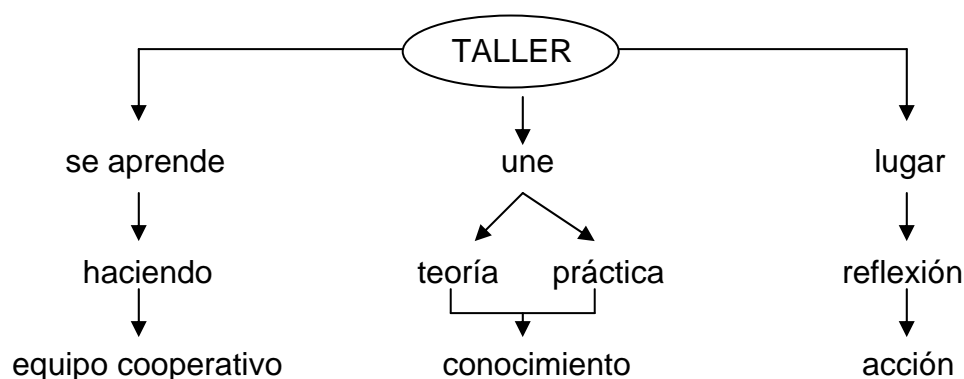 TALLER
se aprende
une
lugar
haciendo
teoría
práctica
reflexión
equipo cooperativo
conocimiento
acción